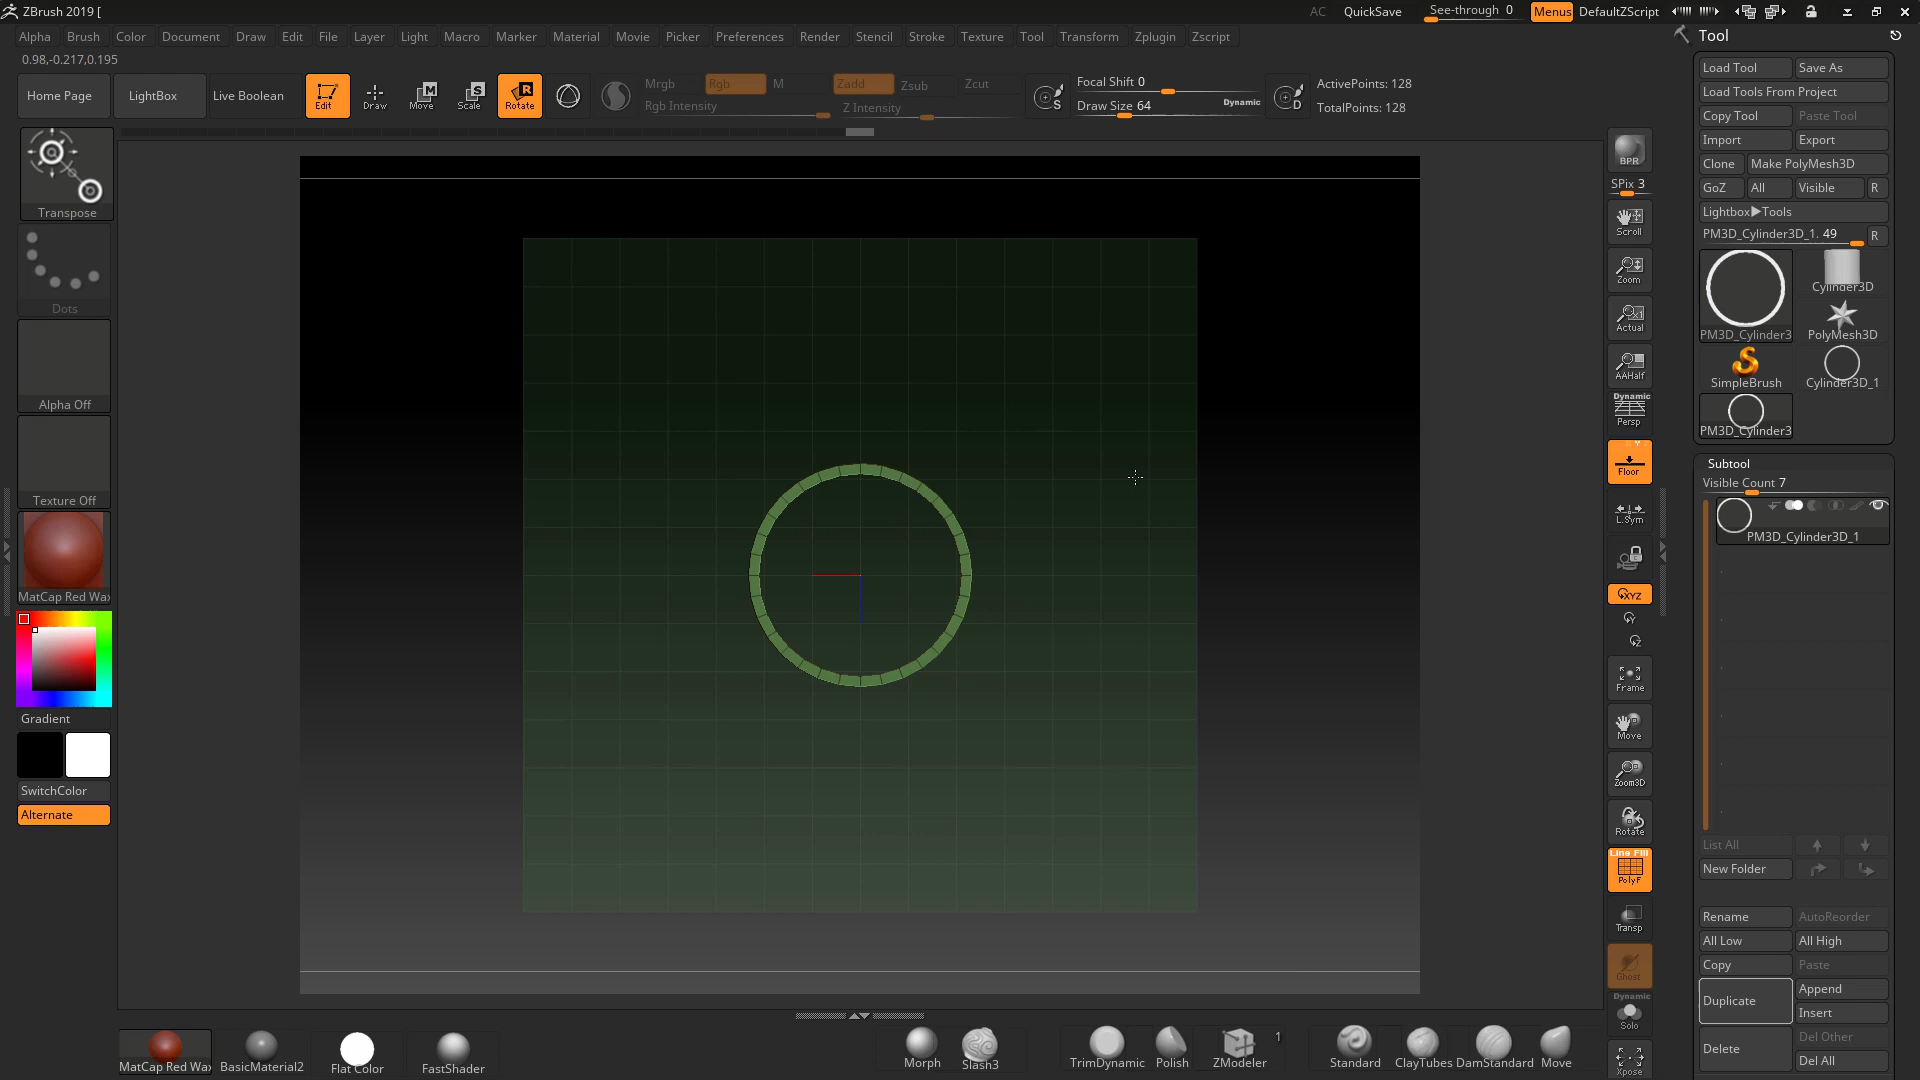 ZBrush 2019 [
AC QuickSave See-through 0 Menus DefaultZScript
Alpha Brush Color Document Draw Edit File Layer Light Macro Marker Material Movie Picker Preferences Render Stencil Stroke Texture Tool Transform Zplugin Zscript
0.98,-0.217,0.195
Home Page LightBox Live Boolean Edit Draw Move Scale Rotate
Mrgb Rgb M Zadd Zsub Zcut
Rgb Intensity Z Intensity
Focal Shift 0
Draw Size 64 Dynamic
ActivePoints: 128
TotalPoints: 128
Transpose
Dots
Alpha Off
Texture Off
MatCap Red Wax
Gradient
SwitchColor
Alternate
BPR
SPix 3
Scroll
Zoom
Actual
AAHalf
Dynamic
Persp
Floor
L.Sym
XYZ
Frame
Move
Zoom3D
Rotate
Line Fill
PolyF
Transp
Ghost
Dynamic
Solo
Xpose
Tool
Load Tool Save As
Load Tools From Project
Copy Tool Paste Tool
Import Export
Clone Make PolyMesh3D
GoZ All Visible R
Lightbox▶Tools
PM3D_Cylinder3D_1. 49 R
PM3D_Cylinder3 Cylinder3D
PolyMesh3D
SimpleBrush Cylinder3D_1
PM3D_Cylinder3
Subtool
Visible Count 7
PM3D_Cylinder3D_1
List All
New Folder
Rename AutoReorder
All Low All High
Copy Paste
Duplicate Append
Insert
Delete Del Other
Del All
MatCap Red Wax BasicMaterial2 Flat Color FastShader
Morph Slash3 TrimDynamic Polish ZModeler 1 Standard ClayTubes DamStandard Move